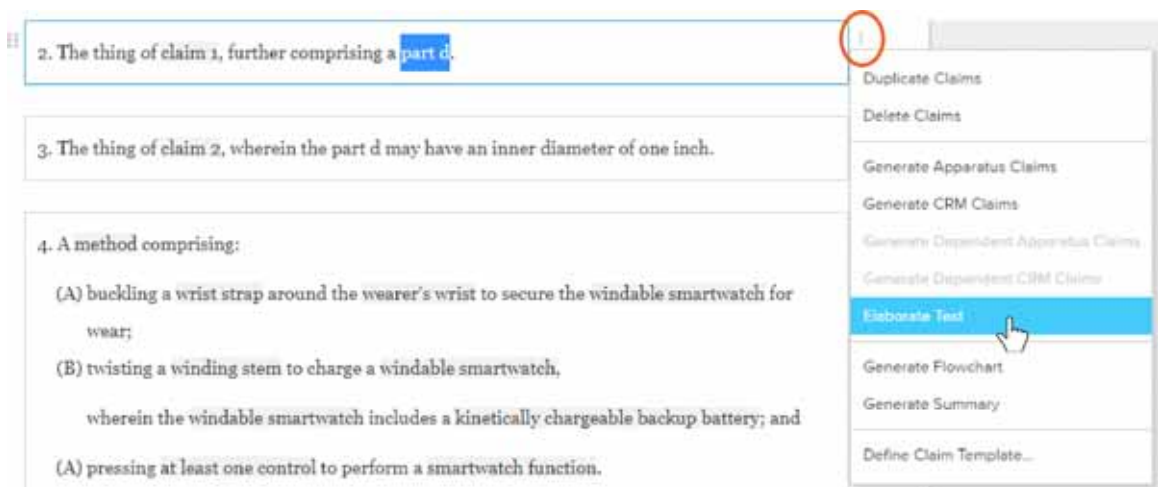 2. The thing of claim 1, further comprising a part d.
3. The thing of claim 2, wherein the part d may have an inner diameter of one inch.
4. A method comprising:
(A) buckling a wrist strap around the wearer's wrist to secure the windable smartwatch for
wear;
(B) twisting a winding stem to charge a windable smartwatch,
wherein the windable smartwatch includes a kinetically chargeable backup battery; and
(A) pressing at least one control to perform a smartwatch function.
Duplicate Claims
Delete Claims
Generate Apparatus Claims
Generate CRM Claims
Generate Dependent Apparatus Claims
Generate Dependent CRM Claims
Elaborate Text
Generate Flowchart
Generate Summary
Define Claim Template...